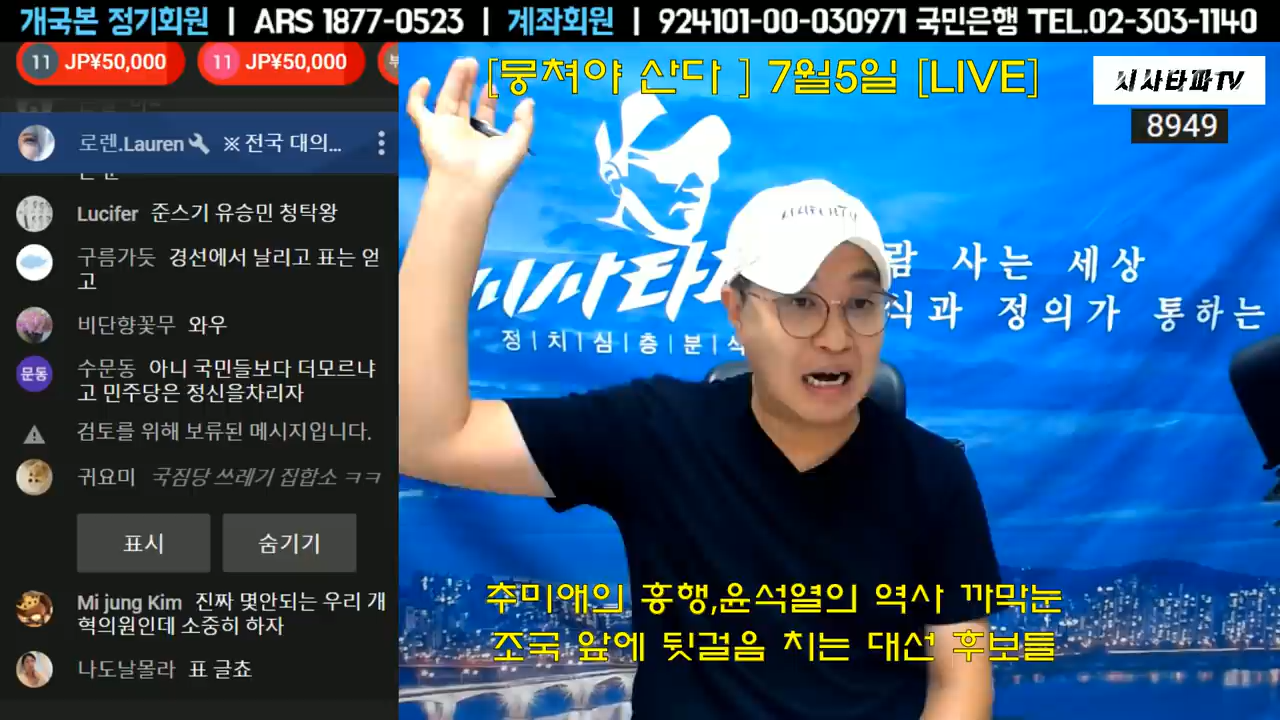 개국본 정기회원 | ARS 1877-0523 | 계좌회원 | 924101-00-030971 국민은행 TEL.02-303-1140
11 JP¥50,000
11 JP¥50,000
로렌.Lauren ※ 전국 대의...
Lucifer 준스기 유승민 청탁왕
구름가듯 경선에서 날리고 표는 얻
고
비단향꽃무 와우
문동
수문동 아니 국민들보다 더모르냐
고 민주당은 정신을차리자
검토를 위해 보류된 메시지입니다.
귀요미 국짐당 쓰레기 집합소 ㅋㅋ
표시
숨기기
Mi jung Kim 진짜 몇안되는 우리 개
혁의원인데 소중히 하자
나도날몰라 표 글쵸
[뭉쳐야 산다 ] 7월5일 [LIVE]
시사타파TV
8949
시사타
정|치|심|층|분|석
람 사는 세상
식과 정의가 통하는
추미애의 흥행,윤석열의 역사 까막눈
조국 앞에 뒷걸음 치는 대선 후보들